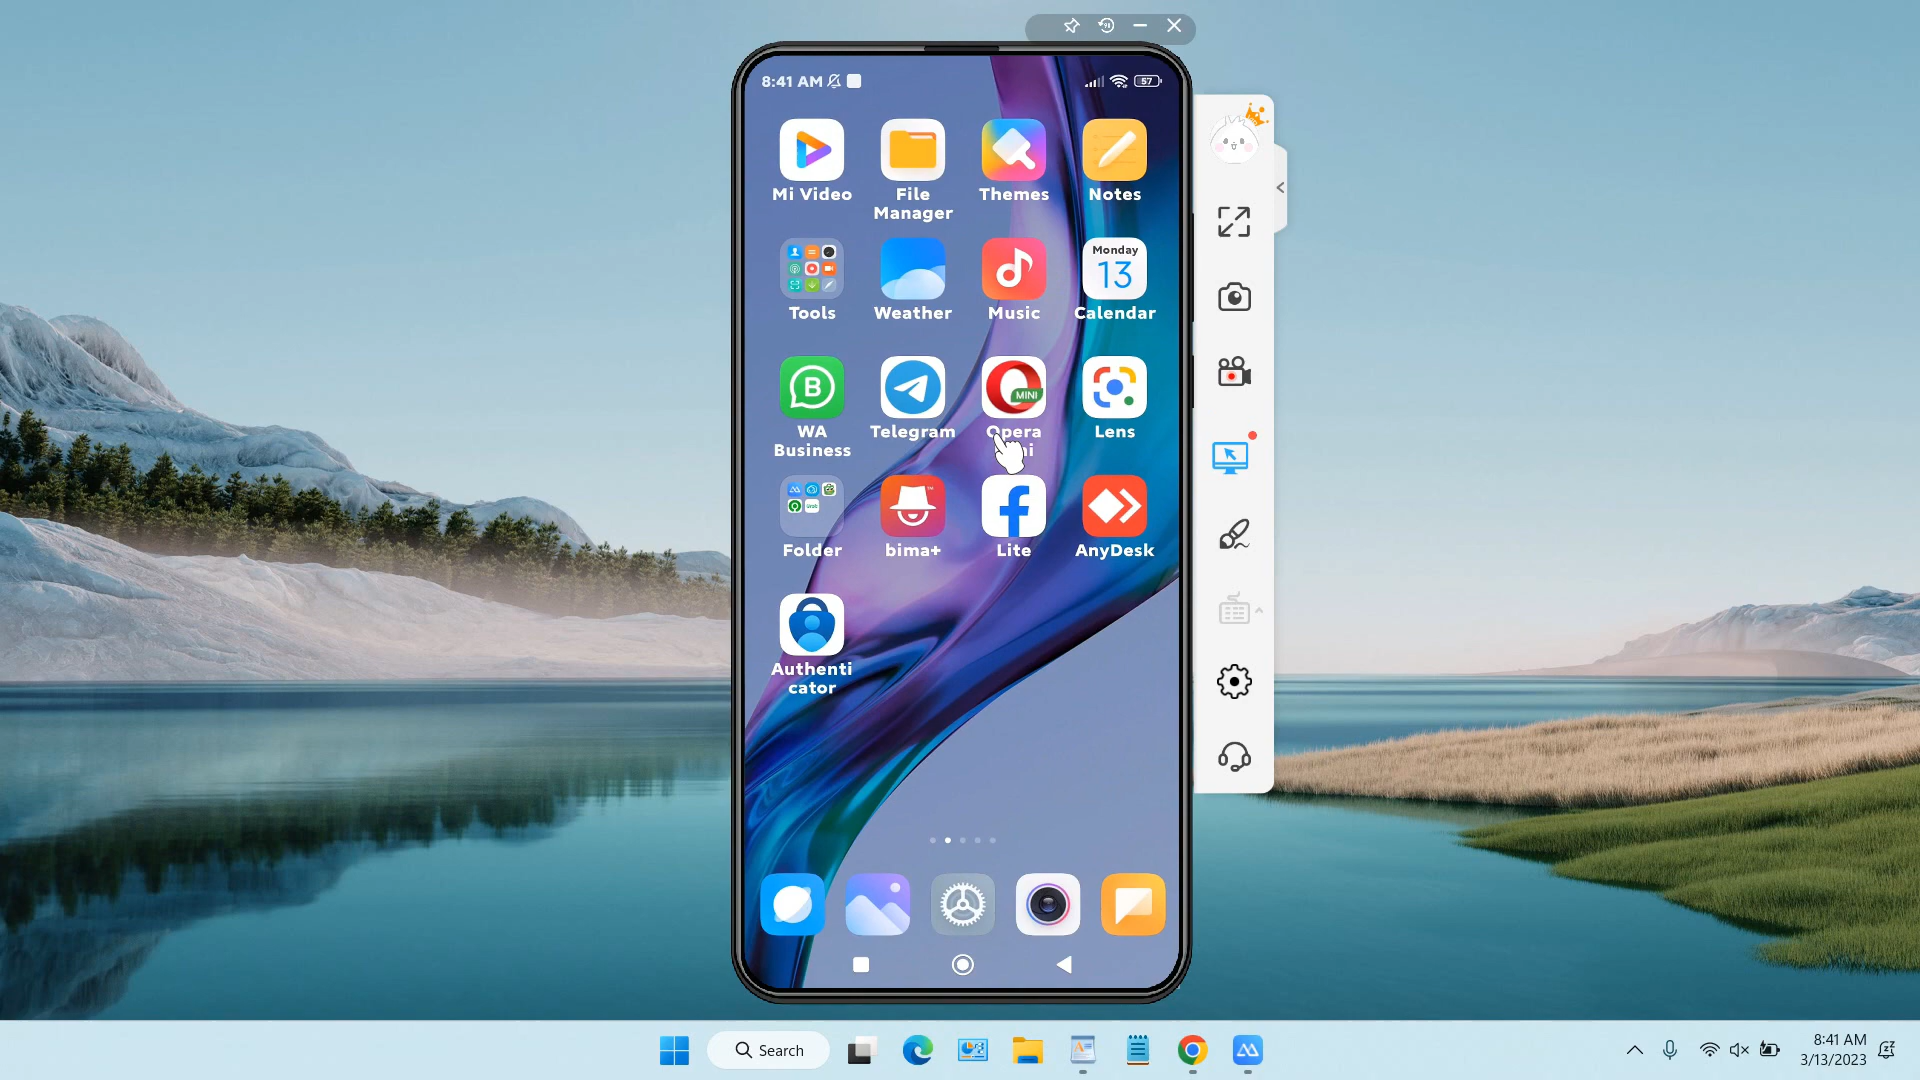 8:41 AM
57
Mi Video
File
Manager
Themes
Notes
Tools
Weather
Music
Monday
13
Calendar
B
WA
Business
Telegram
MINI
Opera
Lens
Folder
bima+
Lite
AnyDesk
Authenti
cator
Search
8:41 AM
3/13/2023